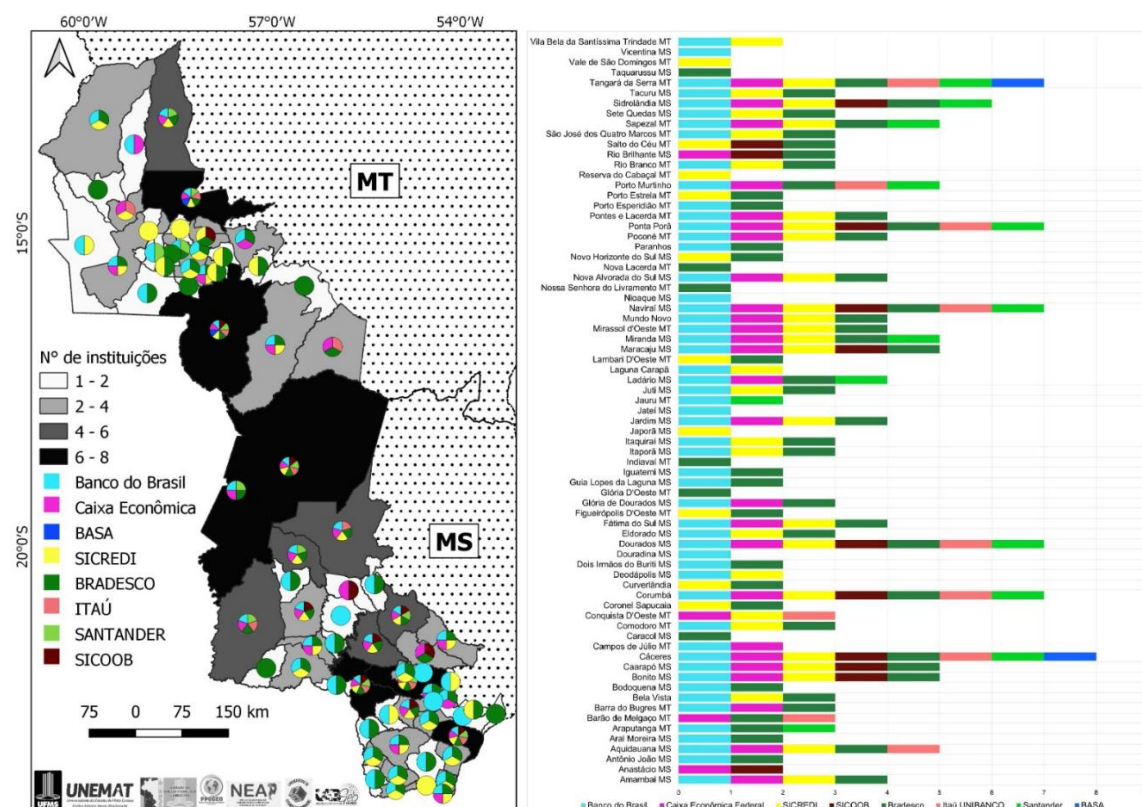 60°0'W 57°0'W 54°0'W
15°0'S
20°0'S
MT
MS
N° de instituições
1 - 2
2 - 4
4 - 6
6 - 8
Banco do Brasil
Caixa Econômica
BASA
SICREDI
BRADESCO
ITAÚ
SANTANDER
SICOOB
75 0 75 150 km
UFMS
UNEMAT
PPGGEO
NEAP
Vila Bela da Santíssima Trindade MT
Vicentina MS
Vale de São Domingos MT
Taquarussu MS
Tangará da Serra MT
Tacuru MS
Sidrolândia MS
Sete Quedas MS
Sapezal MT
São José dos Quatro Marcos MT
Salto do Céu MT
Rio Brilhante MS
Rio Branco MT
Reserva do Cabaçal MT
Porto Murtinho
Porto Estrela MT
Porto Esperidião MT
Pontes e Lacerda MT
Ponta Porã
Poconé MT
Paranhos
Novo Horizonte do Sul MS
Nova Lacerda MT
Nova Alvorada do Sul MS
Nossa Senhora do Livramento MT
Nioaque MS
Naviraí MS
Mundo Novo
Mirassol d'Oeste MT
Miranda MS
Maracaju MS
Lambari D'Oeste MT
Laguna Carapã
Ladário MS
Juti MS
Jauru MT
Jateí MS
Jardim MS
Japorã MS
Itaquiraí MS
Itaporã MS
Indiavaí MT
Iguatemi MS
Guia Lopes da Laguna MS
Glória D'Oeste MT
Glória de Dourados MS
Figueirópolis D'Oeste MT
Fátima do Sul MS
Eldorado MS
Dourados MS
Douradina MS
Dois Irmãos do Buriti MS
Deodápolis MS
Curverlândia
Corumbá MS
Coronel Sapucaia
Conquista D'Oeste MT
Comodoro MT
Caracol MS
Campos de Júlio MT
Cáceres MT
Caarapó MS
Bonito MS
Bodoquena MS
Bela Vista
Barra do Bugres MT
Barão de Melgaço MT
Araputanga MT
Aral Moreira MS
Aquidauana MS
Antônio João MS
Anastácio MS
Amambai MS
0 1 2 3 4 5 6 7 8
Banco do Brasil Caixa Econômica Federal SICREDI SICOOB Bradesco Itaú UNIBANCO Santander BASA